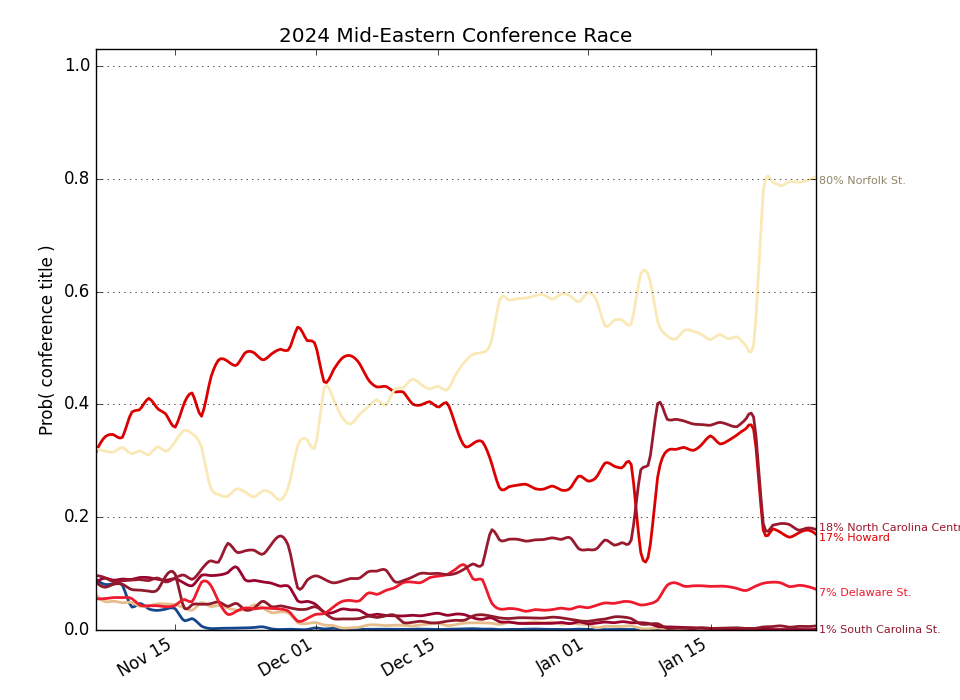 2024 Mid-Eastern Conference Race
Prob( conference title )
1.0
0.8
0.6
0.4
0.2
0.0
Nov 15
Dec 01
Dec 15
Jan 01
Jan 15
80% Norfolk St.
18% North Carolina Centr
17% Howard
7% Delaware St.
1% South Carolina St.